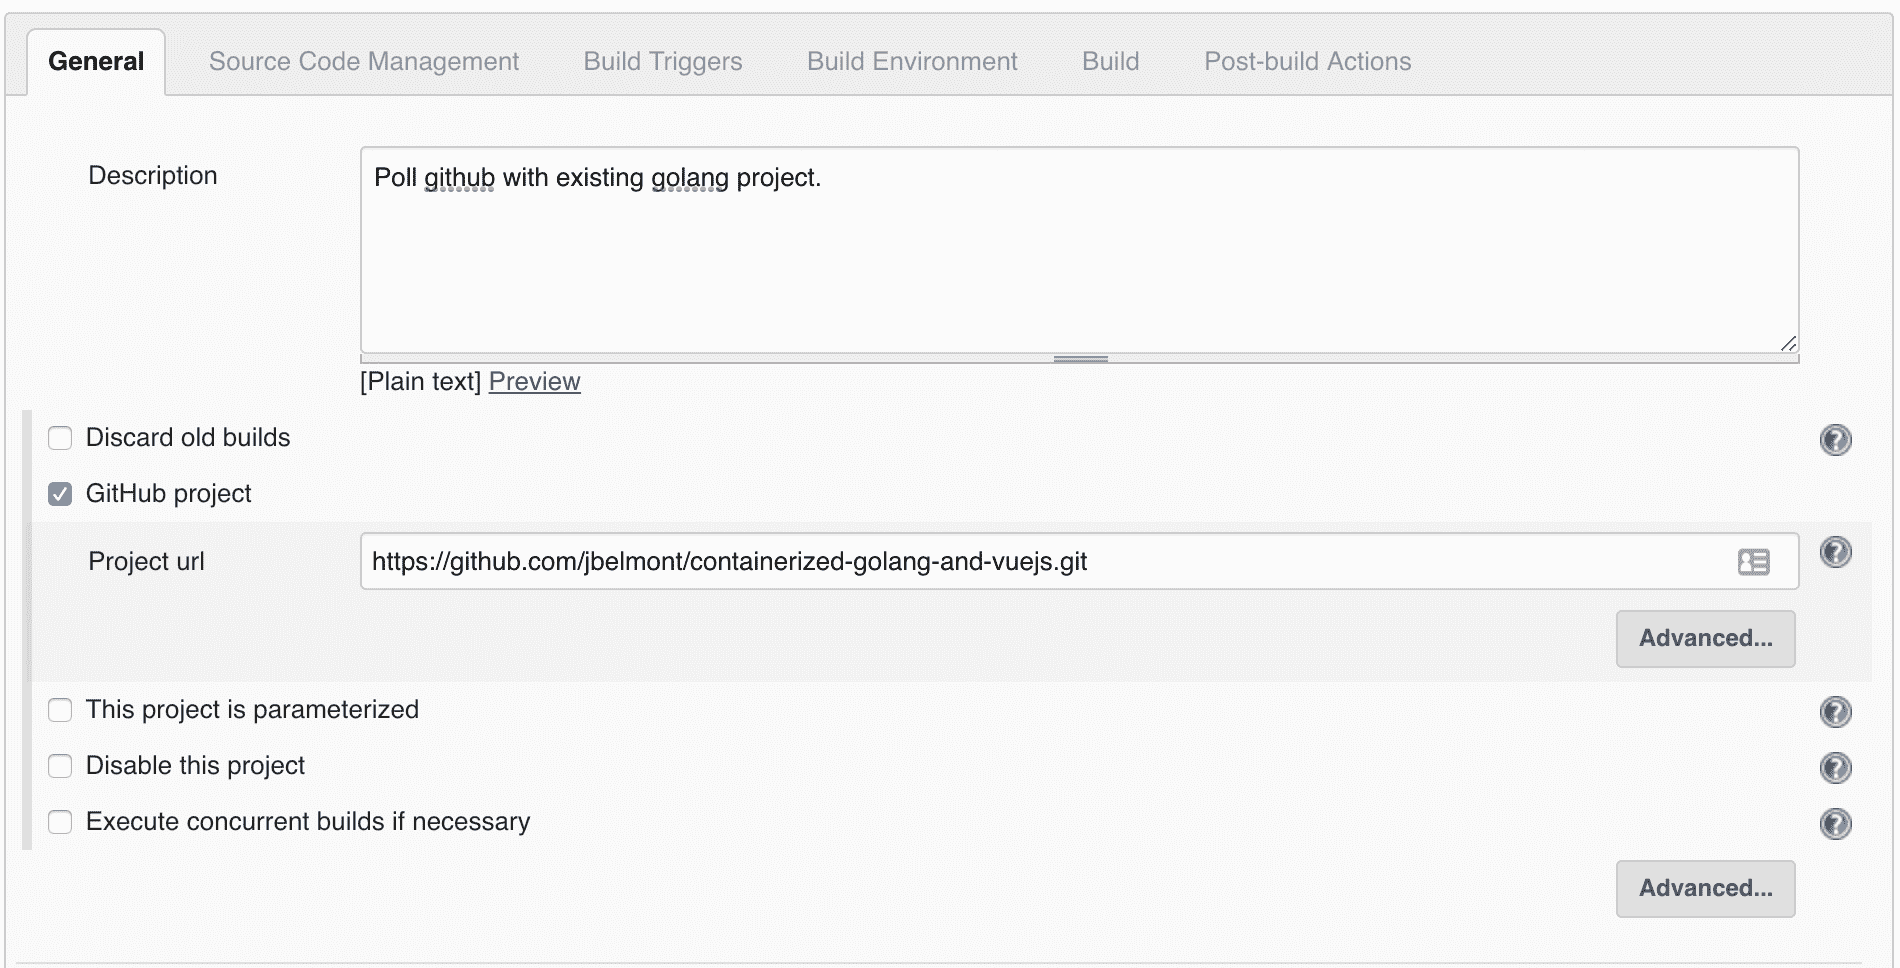 General Source Code Management Build Triggers Build Environment Build Post-build Actions
Description
Poll github with existing golang project.
[Plain text] Preview
Discard old builds
?
GitHub project
Project url
https://github.com/jbelmont/containerized-golang-and-vuejs.git
?
Advanced...
This project is parameterized
?
Disable this project
?
Execute concurrent builds if necessary
?
Advanced...